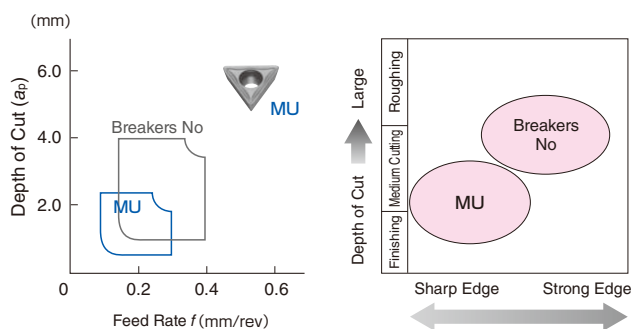 (mm)
Depth of Cut (ap)
6.0
4.0
2.0
0
0.2
0.4
0.6
Feed Rate f (mm/rev)
MU
Breakers No
MU
Depth of Cut
Large
Roughing
Medium Cutting
Finishing
Breakers
No
MU
Sharp Edge
Strong Edge